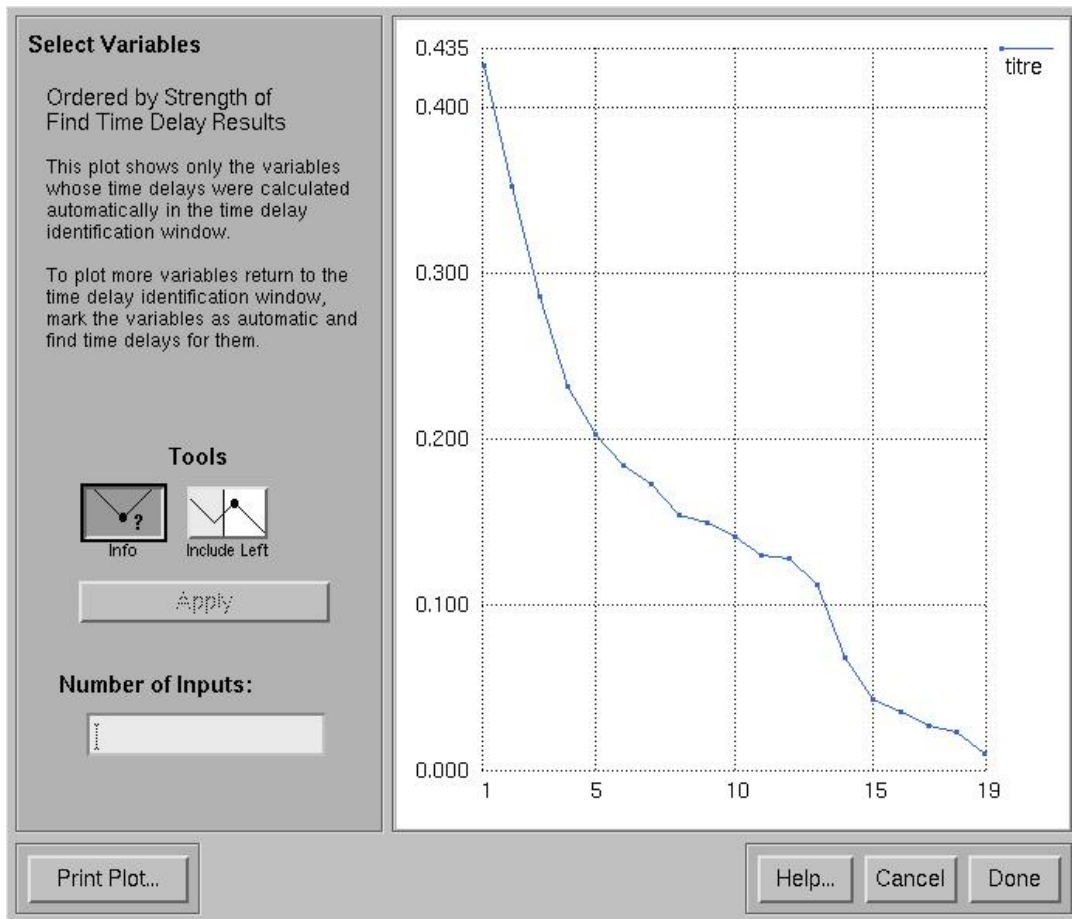 Select Variables
Ordered by Strength of
Find Time Delay Results
This plot shows only the variables
whose time delays were calculated
automatically in the time delay
identification window.
To plot more variables return to the
time delay identification window,
mark the variables as automatic and
find time delays for them.
Tools
?
Info
Include Left
Apply
Number of Inputs:
0.435
0.400
0.300
0.200
0.100
0.000
1
5
10
15
19
titre
Print Plot...
Help...
Cancel
Done